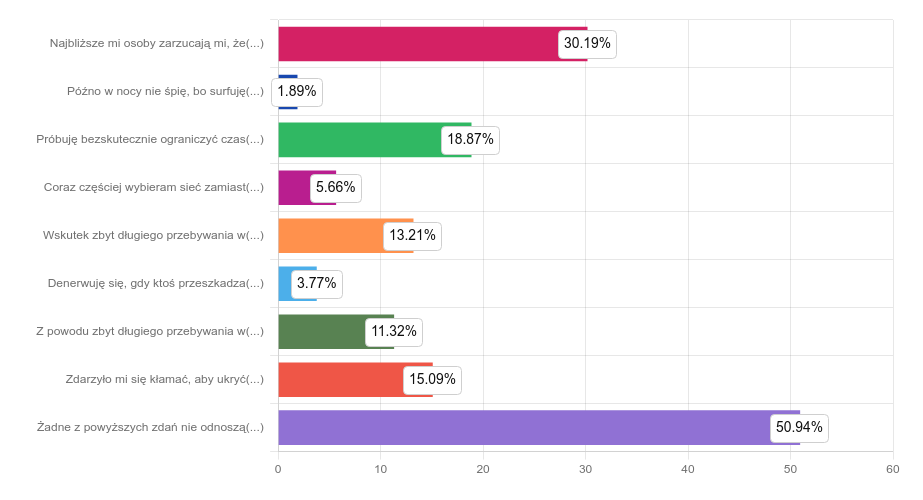 Najbliższe mi osoby zarzucają mi, że(...)
30.19%
Późno w nocy nie śpię, bo surfuję(...)
1.89%
Próbuję bezskutecznie ograniczyć czas(...)
18.87%
Coraz częściej wybieram sieć zamiast(...)
5.66%
Wskutek zbyt długiego przebywania w(...)
13.21%
Denerwuję się, gdy ktoś przeszkadza(...)
3.77%
Z powodu zbyt długiego przebywania w(...)
11.32%
Zdarzyło mi się kłamać, aby ukryć(...)
15.09%
Żadne z powyższych zdań nie odnoszą(...)
50.94%
0 10 20 30 40 50 60